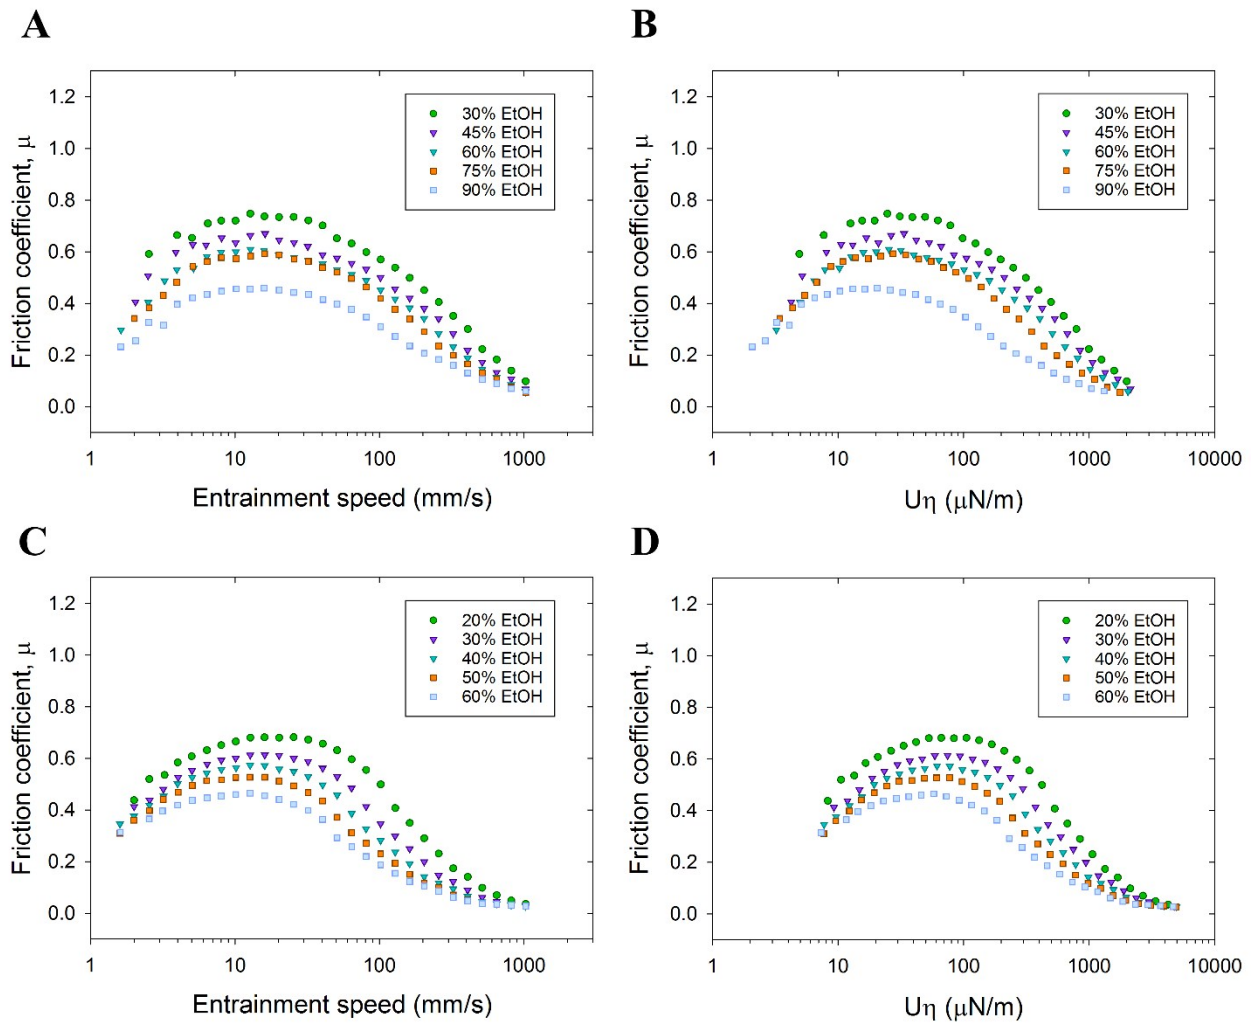 A
Friction coefficient, μ
1.2
1.0
0.8
0.6
0.4
0.2
0.0
30% EtOH
45% EtOH
60% EtOH
75% EtOH
90% EtOH
1 10 100 1000
Entrainment speed (mm/s)
B
Friction coefficient, μ
1.2
1.0
0.8
0.6
0.4
0.2
0.0
30% EtOH
45% EtOH
60% EtOH
75% EtOH
90% EtOH
1 10 100 1000 10000
Uη (μN/m)
C
Friction coefficient, μ
1.2
1.0
0.8
0.6
0.4
0.2
0.0
20% EtOH
30% EtOH
40% EtOH
50% EtOH
60% EtOH
1 10 100 1000
Entrainment speed (mm/s)
D
Friction coefficient, μ
1.2
1.0
0.8
0.6
0.4
0.2
0.0
20% EtOH
30% EtOH
40% EtOH
50% EtOH
60% EtOH
1 10 100 1000 10000
Uη (μN/m)